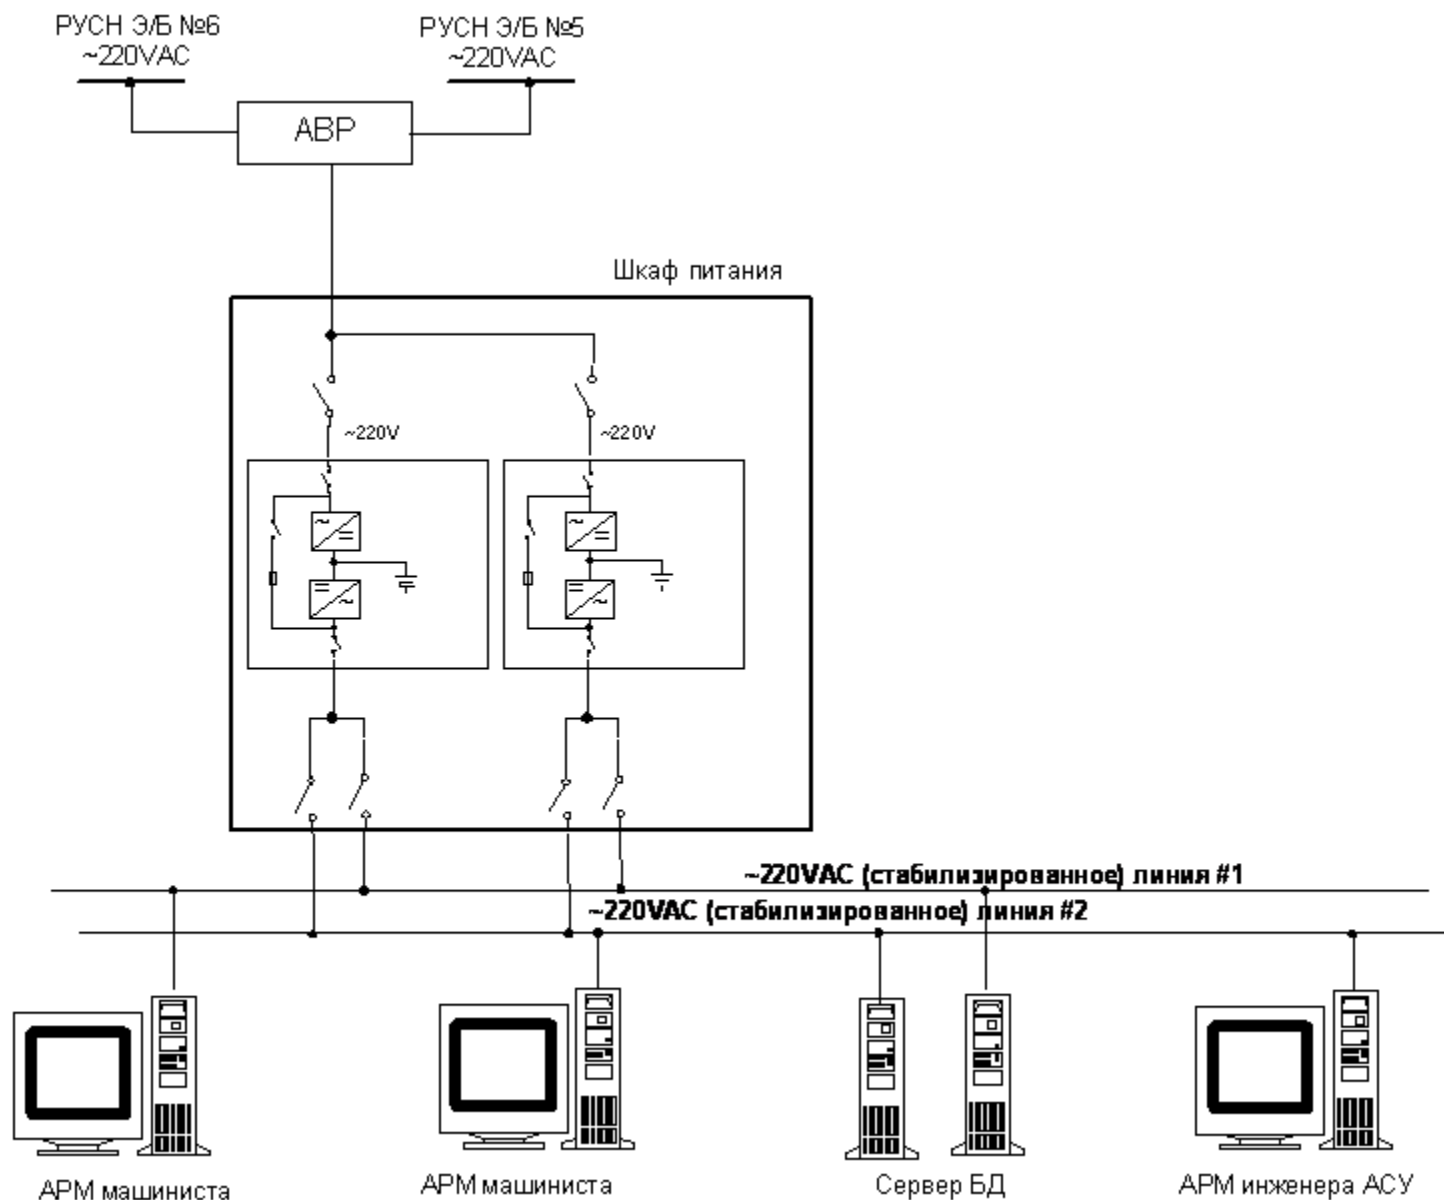 РУСН Э/Б №6
~220VAC
РУСН Э/Б №5
~220VAC
АВР
Шкаф питания
~220V
~220V
~220VAC (стабилизированное) линия #1
~220VAC (стабилизированное) линия #2
АРМ машиниста
АРМ машиниста
Сервер БД
АРМ инженера АСУ